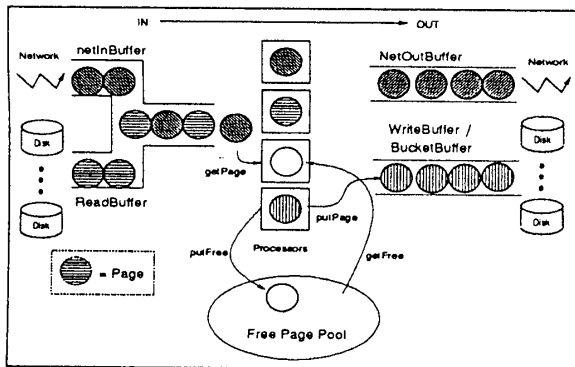 IN
OUT
Network
netInBuffer
NetOutBuffer
Network
Disk
getPage
WriteBuffer /
BucketBuffer
Disk
Disk
ReadBuffer
putPage
Disk
Processors
putFree
getFree
= Page
Free Page Pool